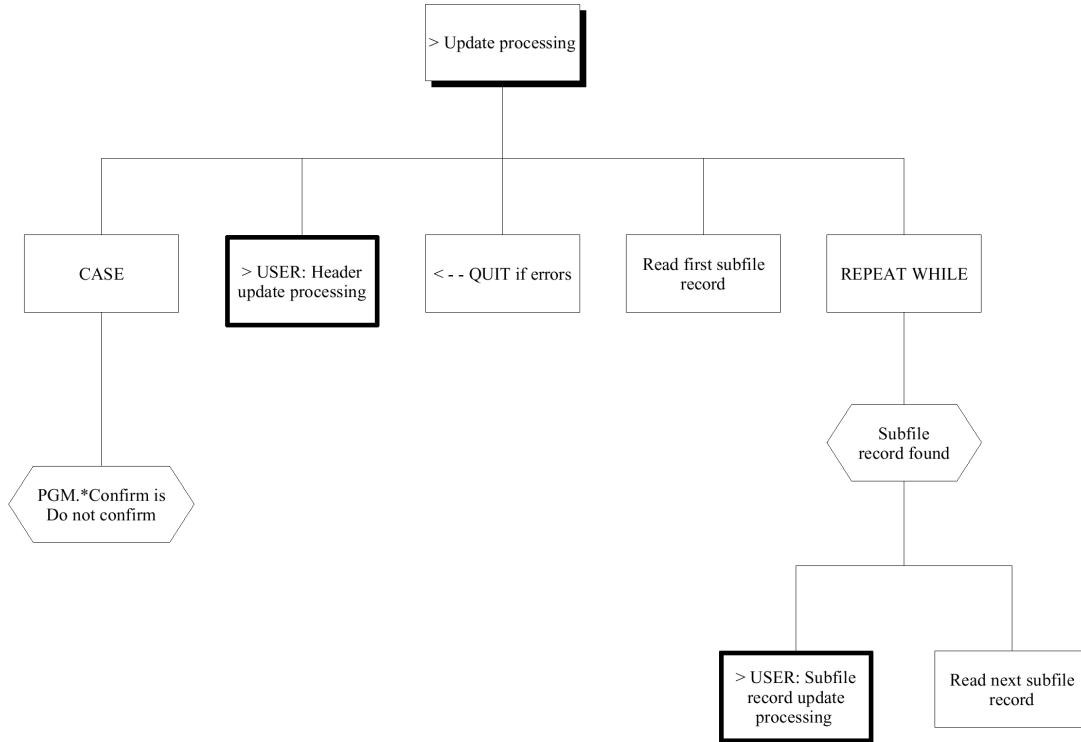 > Update processing
CASE
> USER: Header
update processing
< - - QUIT if errors
Read first subfile
record
REPEAT WHILE
Subfile
record found
PGM.*Confirm is
Do not confirm
> USER: Subfile
record update
processing
Read next subfile
record